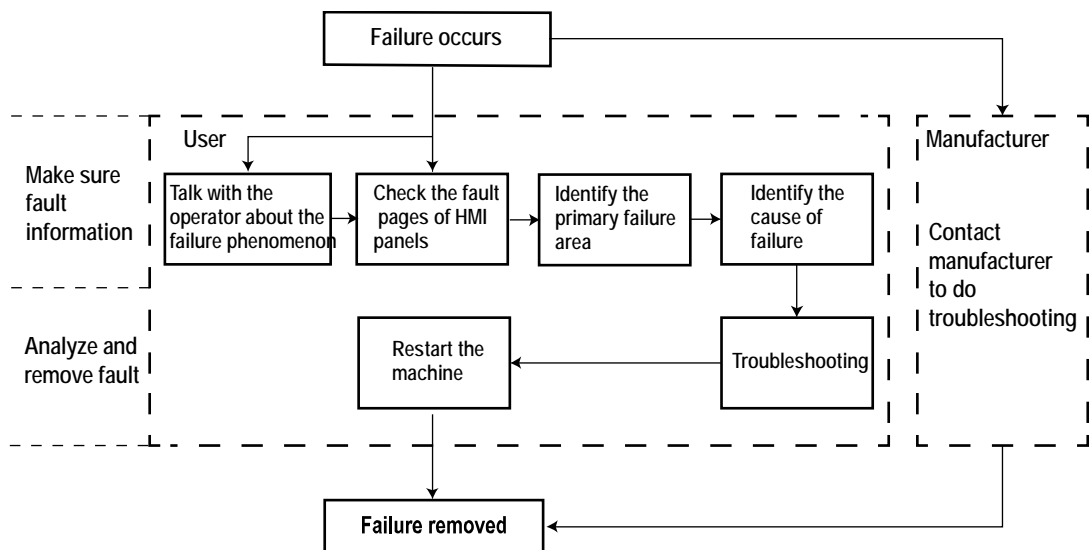 Failure occurs
User
Manufacturer
Make sure
fault
information
Talk with the
operator about the
failure phenomenon
Check the fault
pages of HMI
panels
Identify the
primary failure
area
Identify the
cause of
failure
Contact
manufacturer
to do
troubleshooting
Analyze and
remove fault
Restart the
machine
Troubleshooting
Failure removed